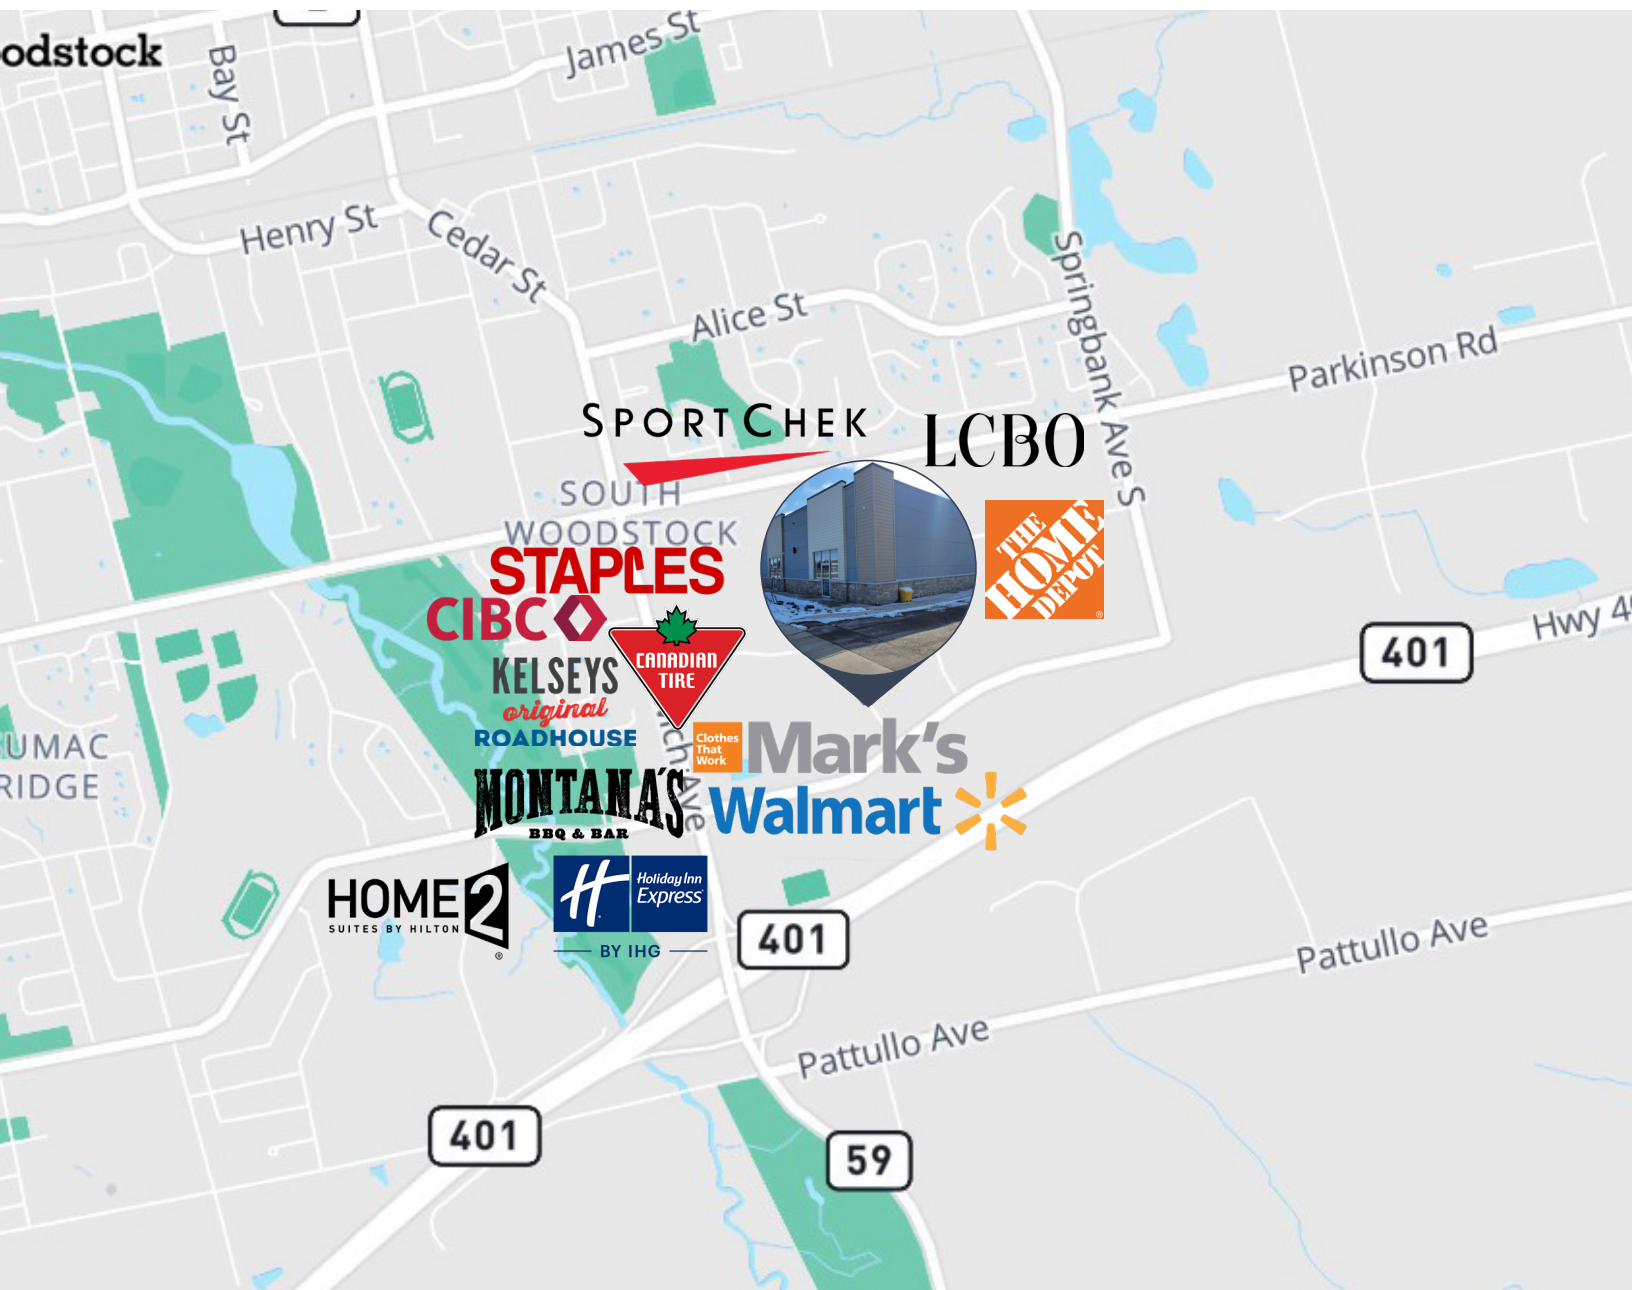 odstock
Bay St
James St
Henry St
Cedar St
Alice St
Springbank Ave S
Parkinson Rd
SPORT CHEK
LCBO
SOUTH
WOODSTOCK
THE
HOME
DEPOT
®
STAPLES
CIBC
CANADIAN
TIRE
KELSEYS
original
ROADHOUSE
Hwy 4
401
UMAC
RIDGE
ich Ave
Clothes
That
Work
Mark's
MONTANA'S
BBQ & BAR
Walmart
HOME2
SUITES BY HILTON
®
H
Holiday Inn
Express
BY IHG
401
Pattullo Ave
Pattullo Ave
401
59